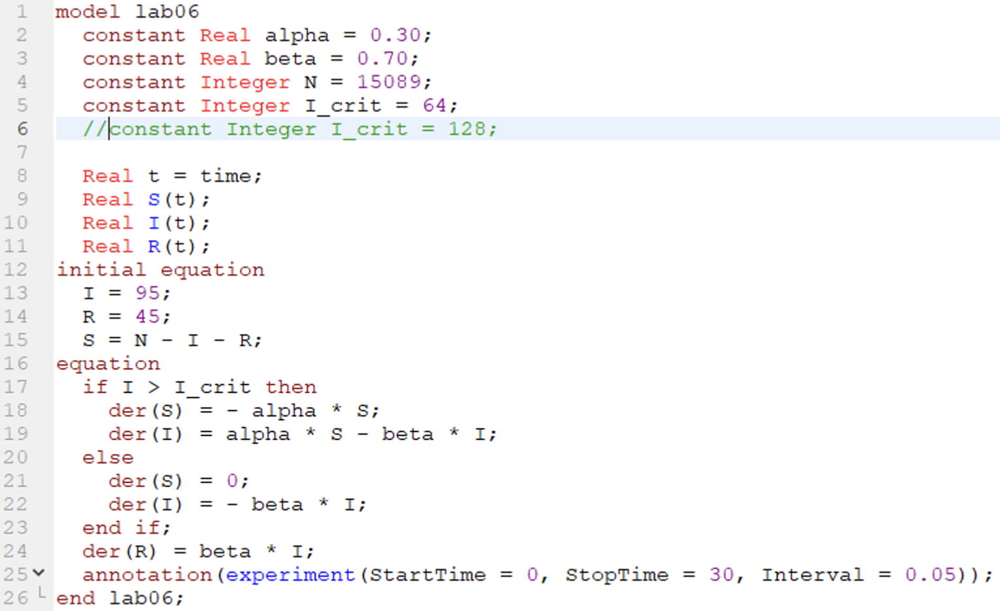 1 model lab06
2   constant Real alpha = 0.30;
3   constant Real beta = 0.70;
4   constant Integer N = 15089;
5   constant Integer I_crit = 64;
6   //constant Integer I_crit = 128;
7
8   Real t = time;
9   Real S(t);
10   Real I(t);
11   Real R(t);
12 initial equation
13   I = 95;
14   R = 45;
15   S = N - I - R;
16 equation
17   if I > I_crit then
18     der(S) = - alpha * S;
19     der(I) = alpha * S - beta * I;
20   else
21     der(S) = 0;
22     der(I) = - beta * I;
23   end if;
24   der(R) = beta * I;
25   annotation(experiment(StartTime = 0, StopTime = 30, Interval = 0.05));
26 end lab06;